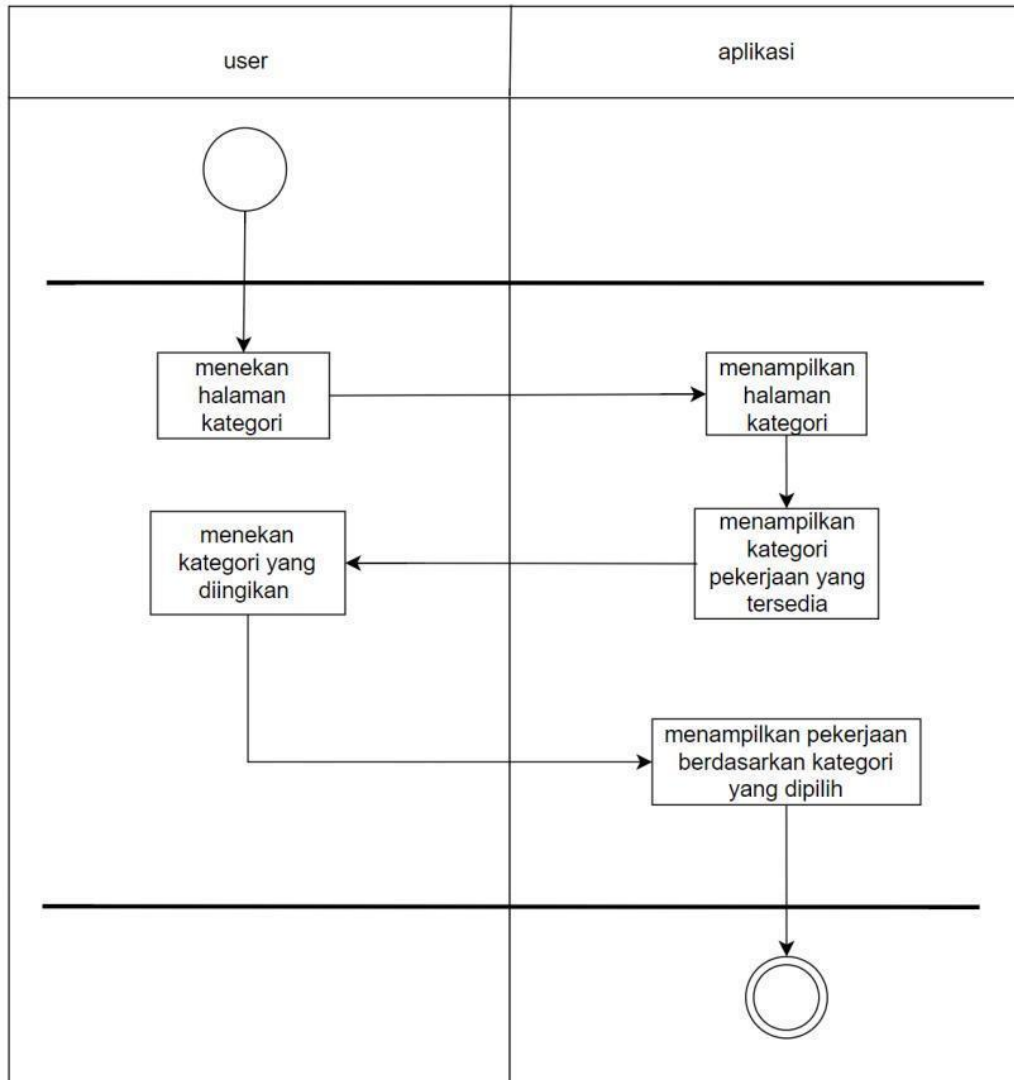 user
aplikasi
menekan
halaman
kategori
menampilkan
halaman
kategori
menampilkan
kategori
pekerjaan yang
tersedia
menekan
kategori yang
diingikan
menampilkan pekerjaan
berdasarkan kategori
yang dipilih